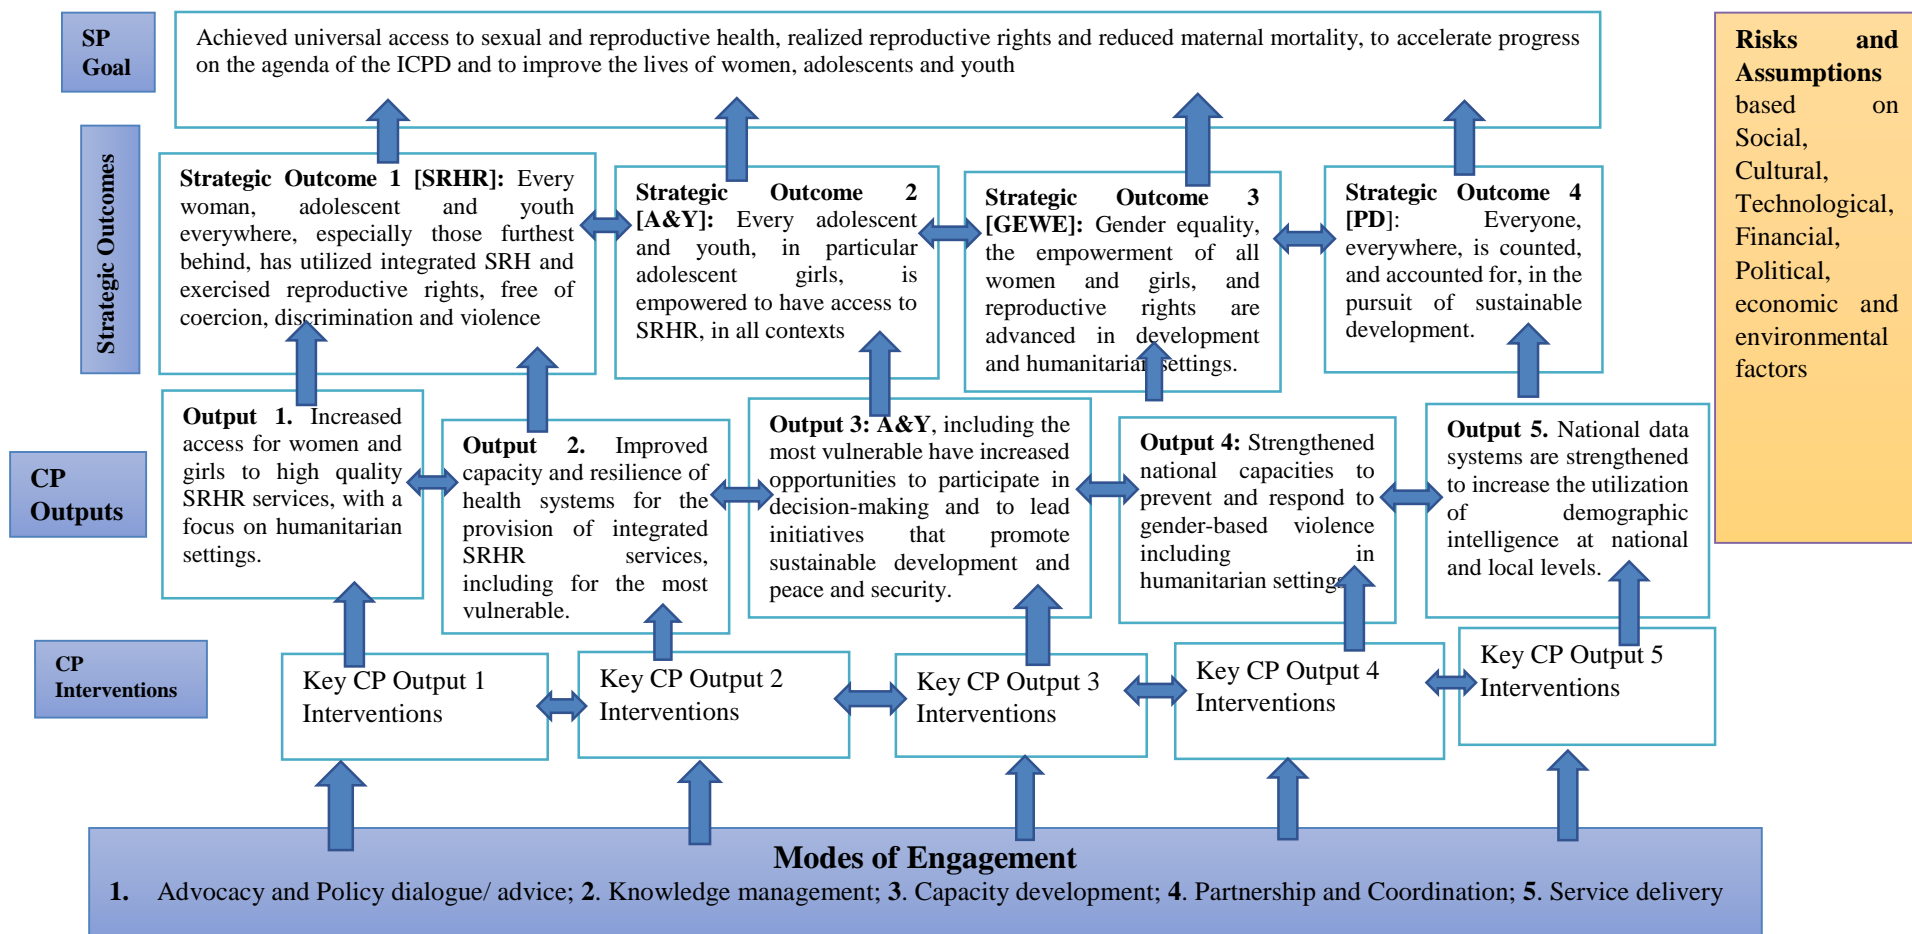 SP
Goal
Achieved universal access to sexual and reproductive health, realized reproductive rights and reduced maternal mortality, to accelerate progress
on the agenda of the ICPD and to improve the lives of women, adolescents and youth
Risks and
Assumptions
based on
Social,
Cultural,
Technological,
Financial,
Political,
economic and
environmental
factors
Strategic Outcomes
Strategic Outcome 1 [SRHR]: Every
woman, adolescent and youth
everywhere, especially those furthest
behind, has utilized integrated SRH and
exercised reproductive rights, free of
coercion, discrimination and violence
Strategic Outcome 2
[A&Y]: Every adolescent
and youth, in particular
adolescent girls, is
empowered to have access to
SRHR, in all contexts
Strategic Outcome 3
[GEWE]: Gender equality,
the empowerment of all
women and girls, and
reproductive rights are
advanced in development
and humanitarian settings.
Strategic Outcome 4
[PD]: Everyone,
everywhere, is counted,
and accounted for, in the
pursuit of sustainable
development.
CP
Outputs
Output 1. Increased
access for women and
girls to high quality
SRHR services, with a
focus on humanitarian
settings.
Output 2. Improved
capacity and resilience of
health systems for the
provision of integrated
SRHR services,
including for the most
vulnerable.
Output 3: A&Y, including the
most vulnerable have increased
opportunities to participate in
decision-making and to lead
initiatives that promote
sustainable development and
peace and security.
Output 4: Strengthened
national capacities to
prevent and respond to
gender-based violence
including in
humanitarian settings
Output 5. National data
systems are strengthened
to increase the utilization
of demographic
intelligence at national
and local levels.
CP
Interventions
Key CP Output 1
Interventions
Key CP Output 2
Interventions
Key CP Output 3
Interventions
Key CP Output 4
Interventions
Key CP Output 5
Interventions
Modes of Engagement
1. Advocacy and Policy dialogue/ advice; 2. Knowledge management; 3. Capacity development; 4. Partnership and Coordination; 5. Service delivery